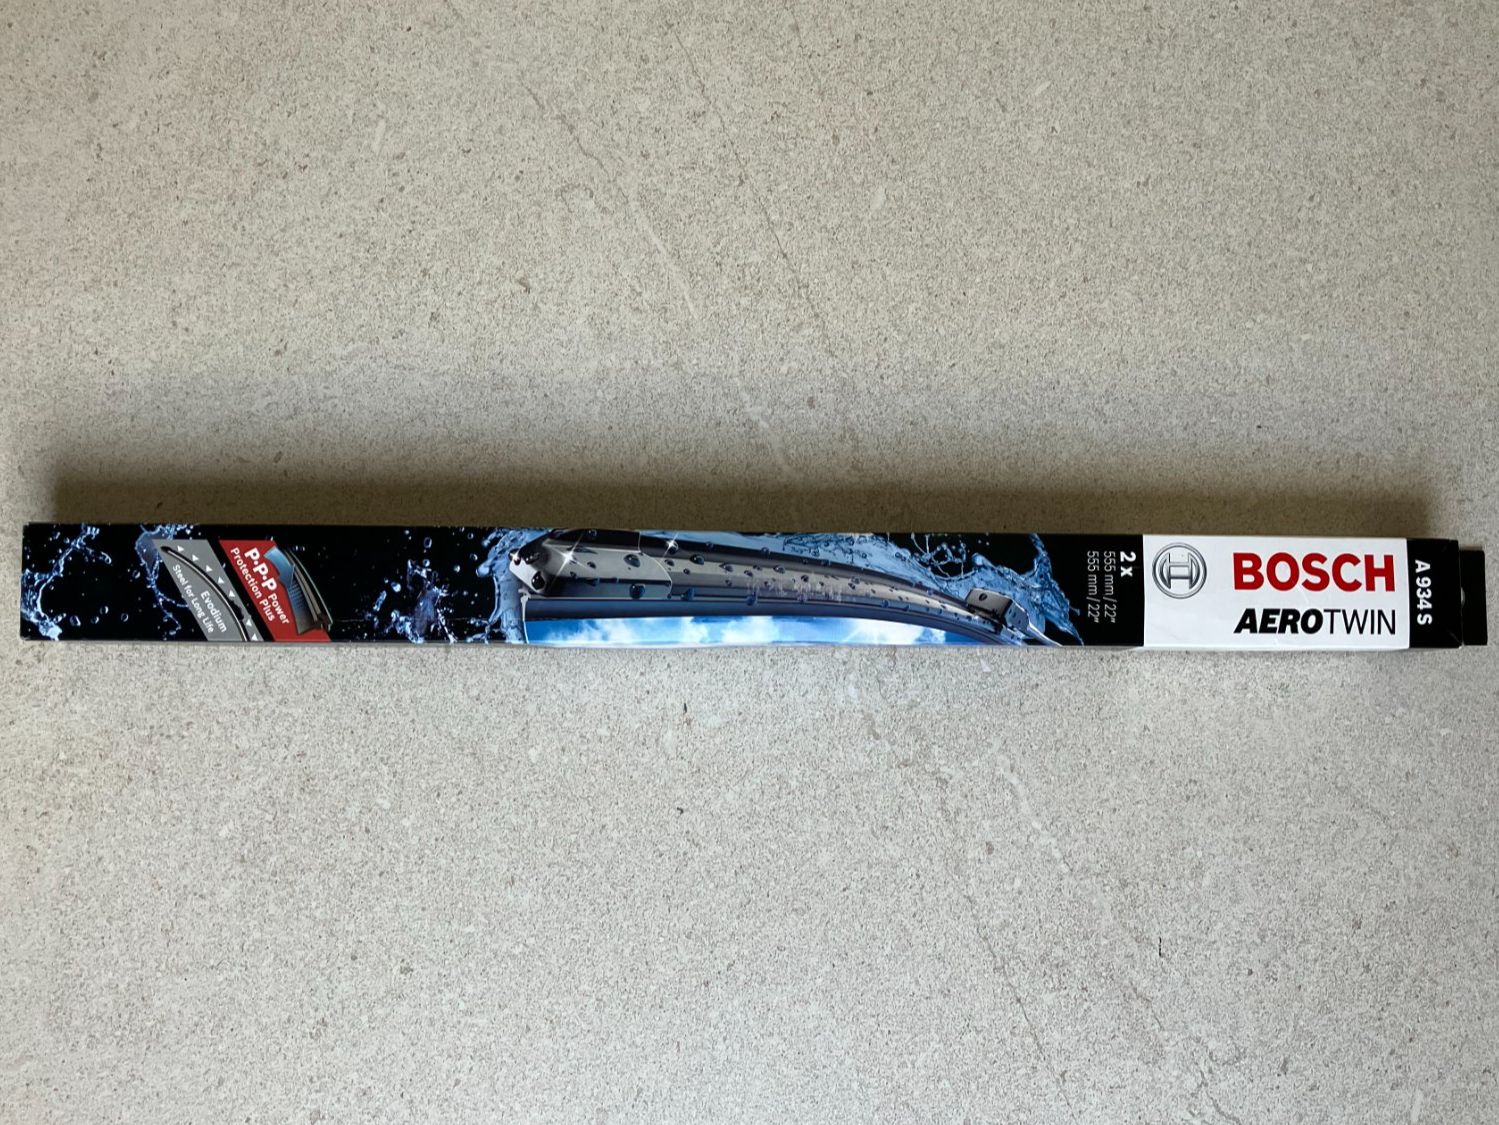 P.P.P Power
Protection Plus
Evodium
Steel for Long Life
2 x
555 mm / 22"
555 mm / 22"
BOSCH
AEROTWIN
A 934 S